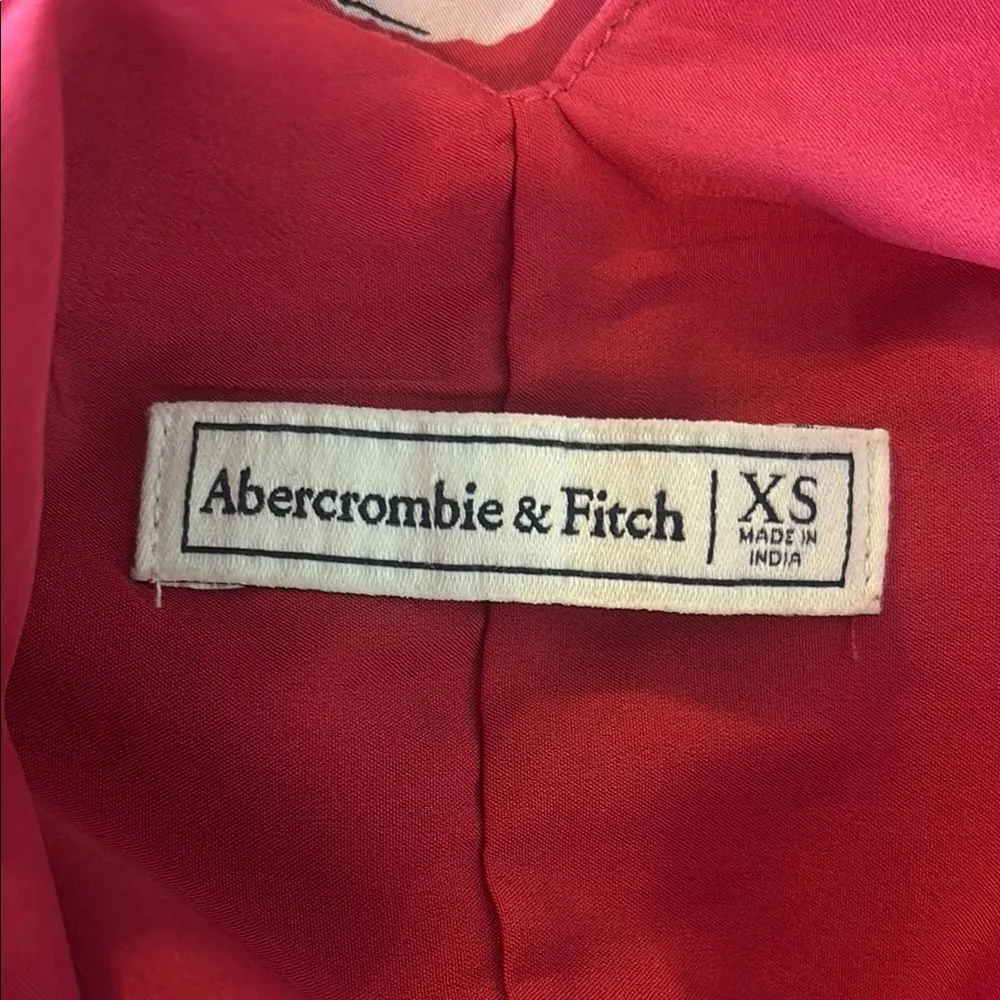 Abercrombie & Fitch | XS
MADE IN
INDIA